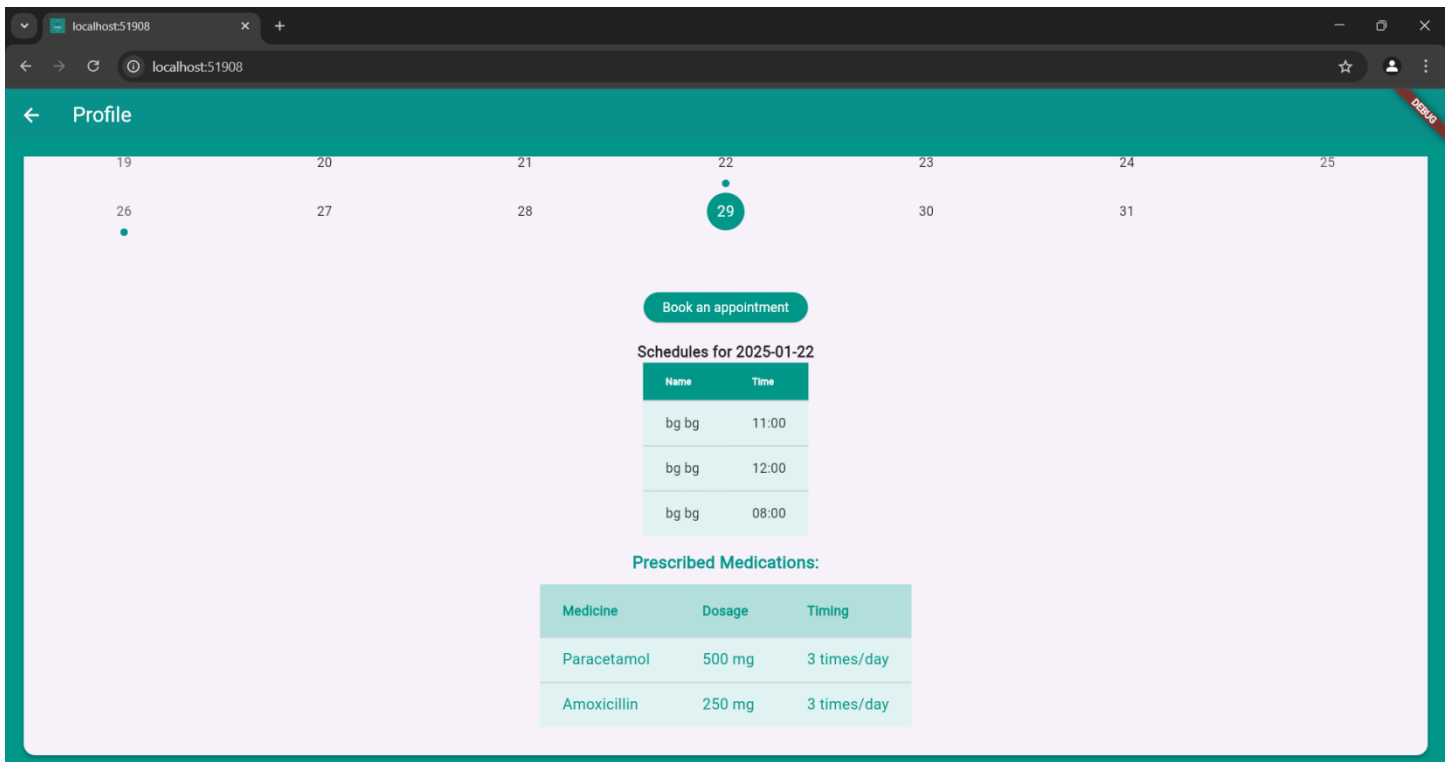 localhost:51908
localhost:51908
Profile
DEBUG
19 20 21 22 23 24 25
26 27 28 29 30 31
Book an appointment
Schedules for 2025-01-22
Name Time
bg bg 11:00
bg bg 12:00
bg bg 08:00
Prescribed Medications:
Medicine Dosage Timing
Paracetamol 500 mg 3 times/day
Amoxicillin 250 mg 3 times/day